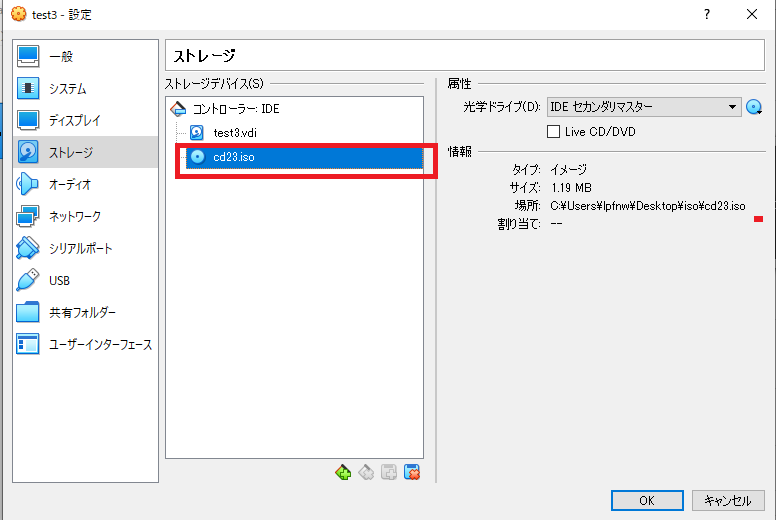 test3 - 設定
?
一般
システム
ディスプレイ
ストレージ
オーディオ
ネットワーク
シリアルポート
USB
共有フォルダー
ユーザーインターフェース
ストレージ
ストレージデバイス(S)
コントローラー: IDE
test3.vdi
cd23.iso
属性
光学ドライブ(D): IDE セカンダリマスター
Live CD/DVD
情報
タイプ: イメージ
サイズ: 1.19 MB
場所: C:¥Users¥lpfnw¥Desktop¥iso¥cd23.iso
割り当て: --
OK
キャンセル